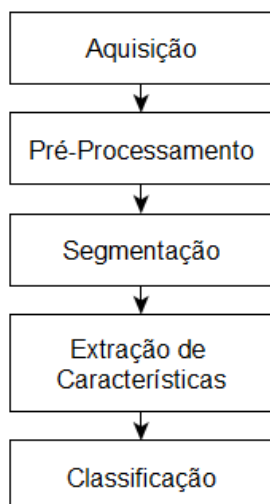 Aquisição
Pré-Processamento
Segmentação
Extração de
Características
Classificação